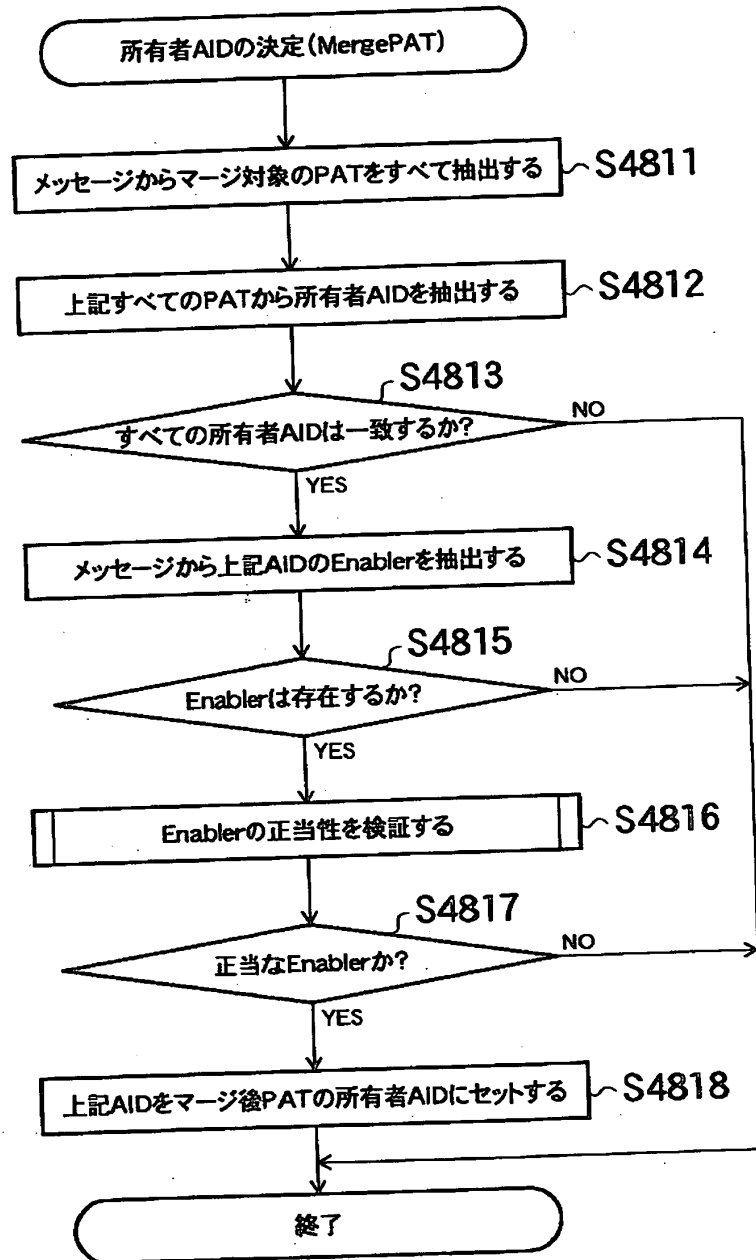 所有者AIDの決定(MergePAT)
メッセージからマージ対象のPATをすべて抽出する
S4811
上記すべてのPATから所有者AIDを抽出する
S4812
S4813
すべての所有者AIDは一致するか?
NO
YES
メッセージから上記AIDのEnablerを抽出する
S4814
S4815
Enablerは存在するか?
NO
YES
Enablerの正当性を検証する
S4816
S4817
正当なEnablerか?
NO
YES
上記AIDをマージ後PATの所有者AIDにセットする
S4818
終了